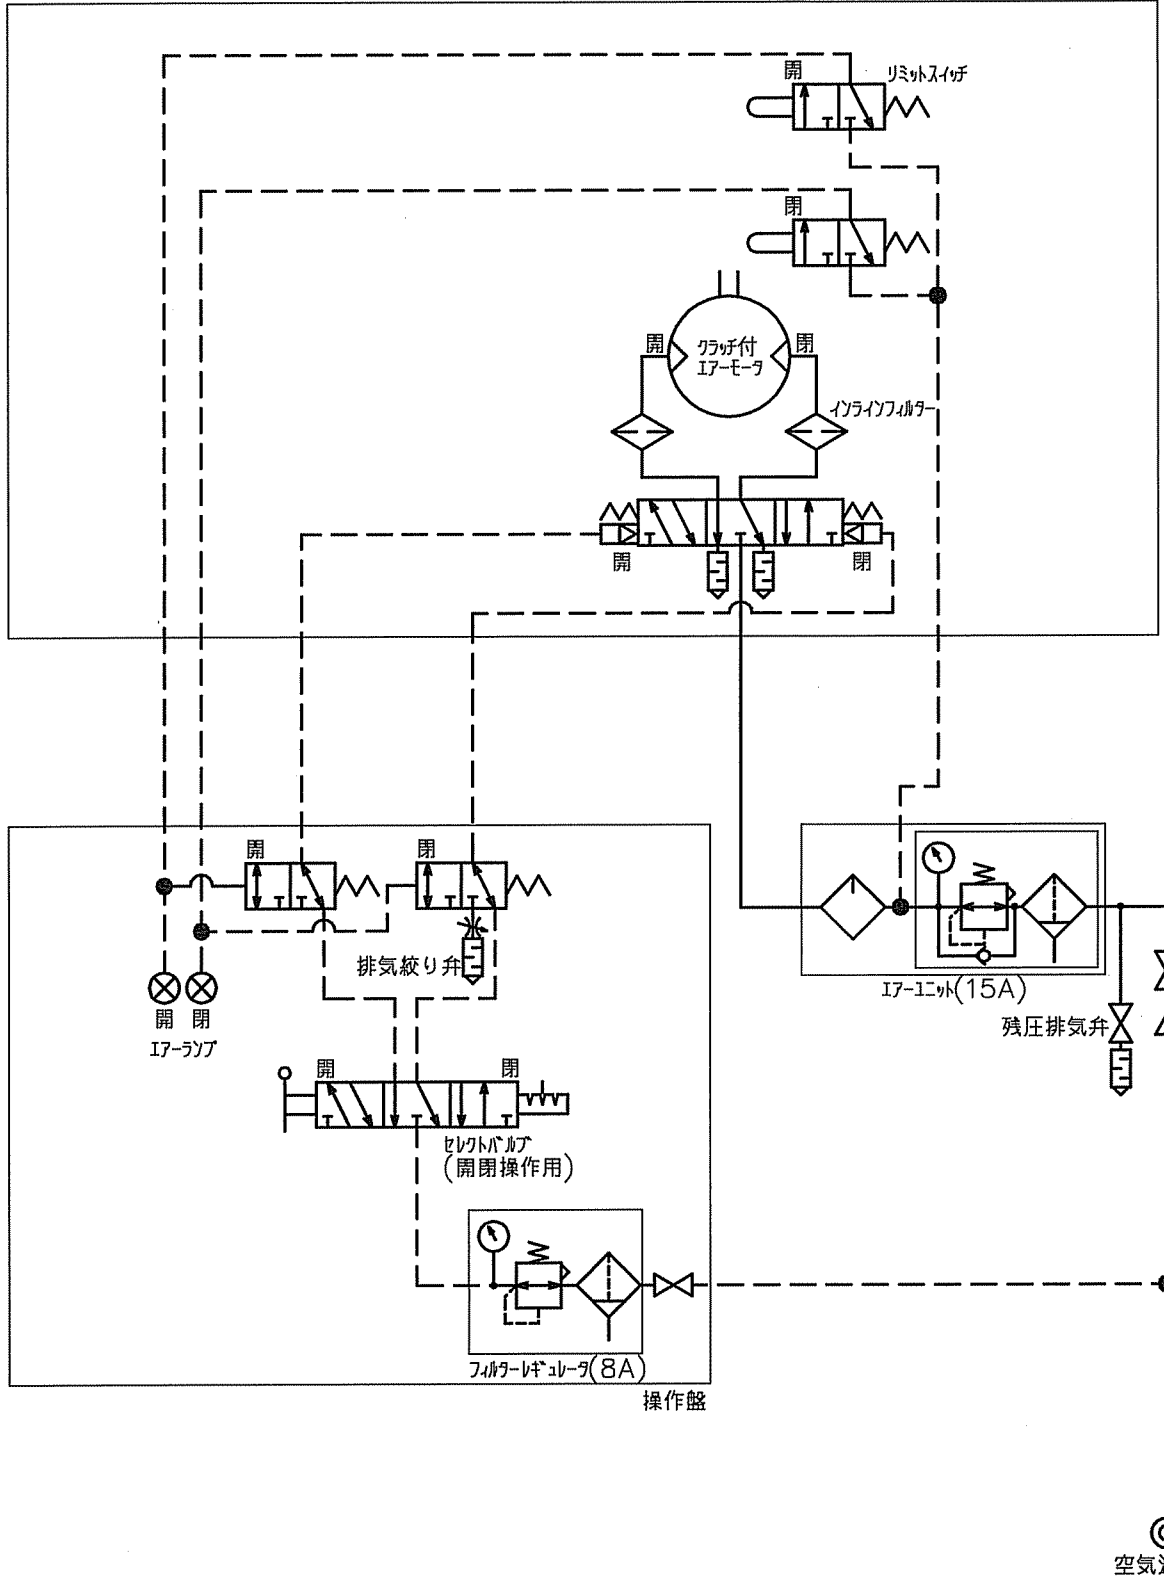 開
リミットスイッチ
閉
開
クラッチ付
エアーモータ
閉
インラインフィルター
開
閉
開
閉
排気絞り弁
開
閉
エアーランプ
エアーユニット(15A)
残圧排気弁
開
閉
セレクトバルブ
(開閉操作用)
フィルターレギュレータ(8A)
操作盤
空気